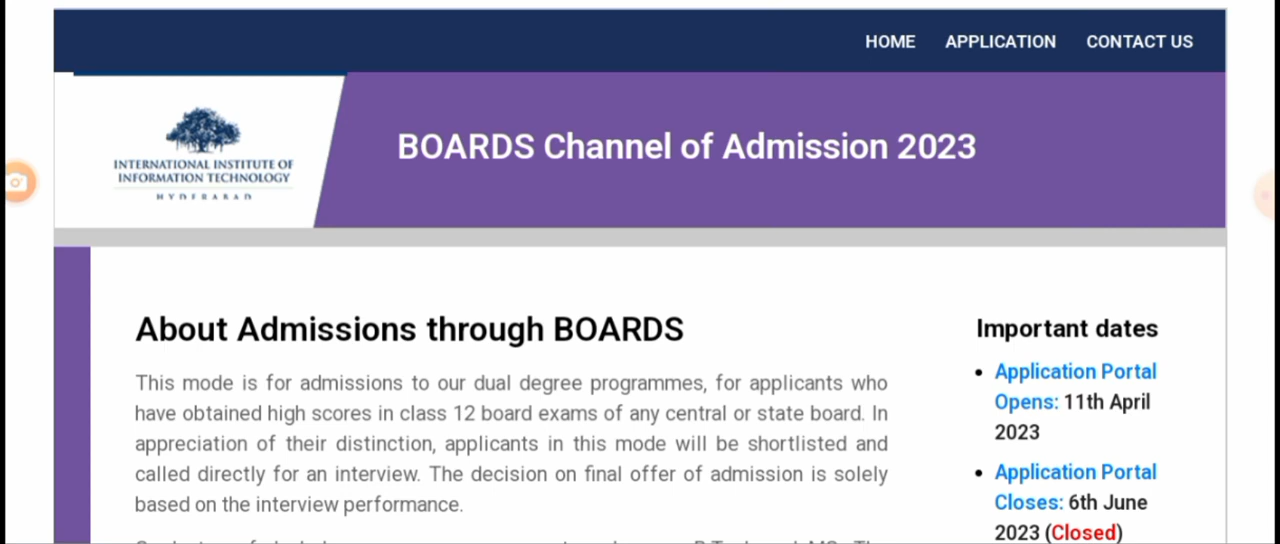 HOME APPLICATION CONTACT US
INTERNATIONAL INSTITUTE OF
INFORMATION TECHNOLOGY
HYDERABAD
BOARDS Channel of Admission 2023
About Admissions through BOARDS
This mode is for admissions to our dual degree programmes, for applicants who
have obtained high scores in class 12 board exams of any central or state board. In
appreciation of their distinction, applicants in this mode will be shortlisted and
called directly for an interview. The decision on final offer of admission is solely
based on the interview performance.
Important dates
Application Portal
Opens: 11th April
2023
Application Portal
Closes: 6th June
2023 (Closed)